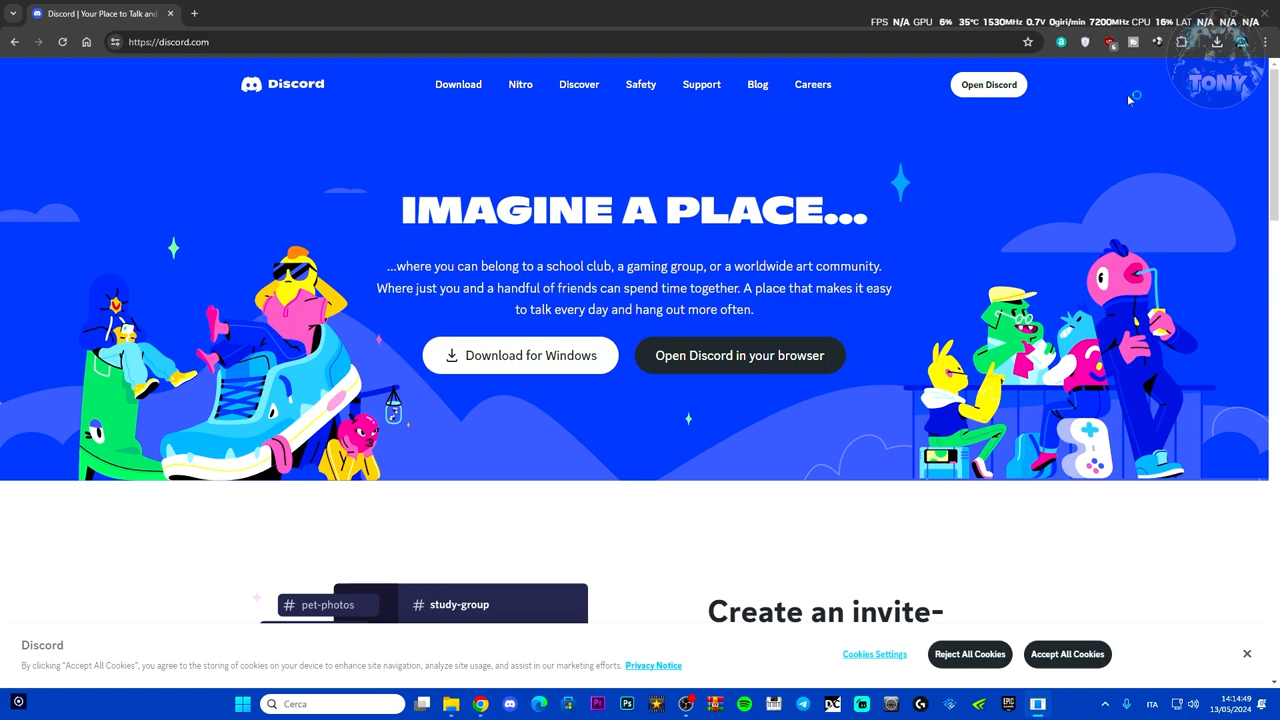 Discord | Your Place to Talk and
FPS N/A GPU 6% 35°C 1530MHz 0.7V 0giri/min 7200MHz CPU 16% LAT N/A N/A N/A
https://discord.com
TONY
Discord
Download
Nitro
Discover
Safety
Support
Blog
Careers
Open Discord
IMAGINE A PLACE...
...where you can belong to a school club, a gaming group, or a worldwide art community.
Where just you and a handful of friends can spend time together. A place that makes it easy
to talk every day and hang out more often.
Download for Windows
Open Discord in your browser
# pet-photos
# study-group
Create an invite-
Discord
By clicking “Accept All Cookies”, you agree to the storing of cookies on your device to enhance site navigation, analyze site usage, and assist in our marketing efforts. Privacy Notice
Cookies Settings
Reject All Cookies
Accept All Cookies
Cerca
Pr
Ps
DC
EPIC
GAMES
ITA
14:14:49
13/05/2024